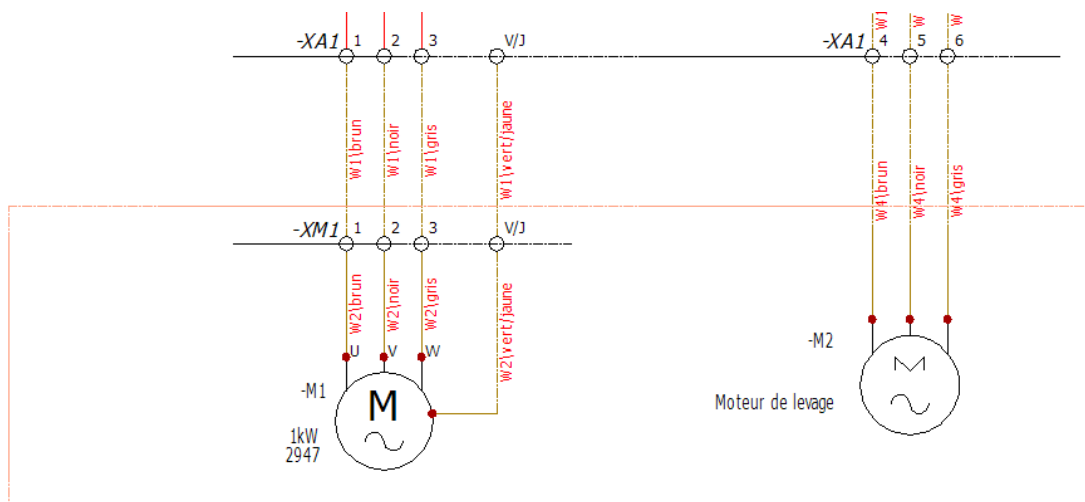 W1 W W
-XA1 1 2 3 V/J -XA1 4 5 6
W1\brun W1\noir W1\gris W1\vert/jaune
W4\brun W4\noir W4\gris
-XM1 1 2 3 V/J
W2\brun W2\noir W2\gris W2\vert/jaune
U V W
-M1
M
1kW
2947
-M2
M
Moteur de levage